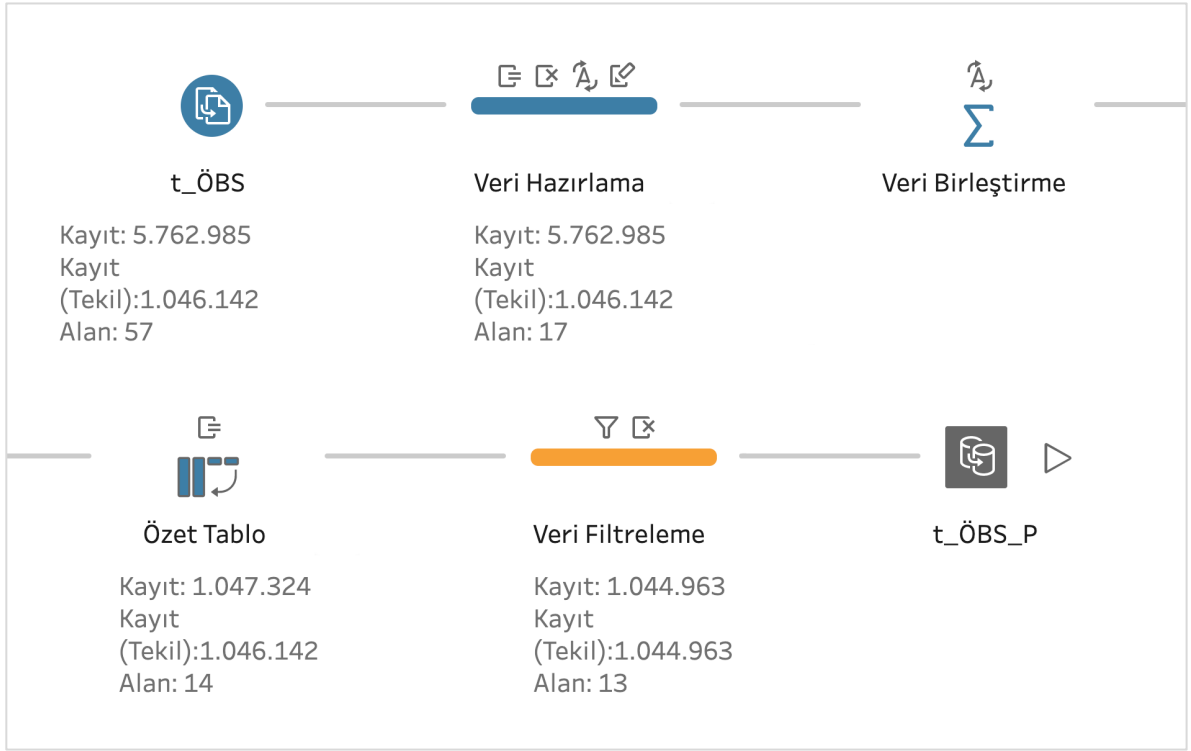 t_ÖBS
Veri Hazırlama
Veri Birleştirme
Kayıt: 5.762.985
Kayıt
(Tekil):1.046.142
Alan: 57
Kayıt: 5.762.985
Kayıt
(Tekil):1.046.142
Alan: 17
Özet Tablo
Veri Filtreleme
t_ÖBS_P
Kayıt: 1.047.324
Kayıt
(Tekil):1.046.142
Alan: 14
Kayıt: 1.044.963
Kayıt
(Tekil):1.044.963
Alan: 13